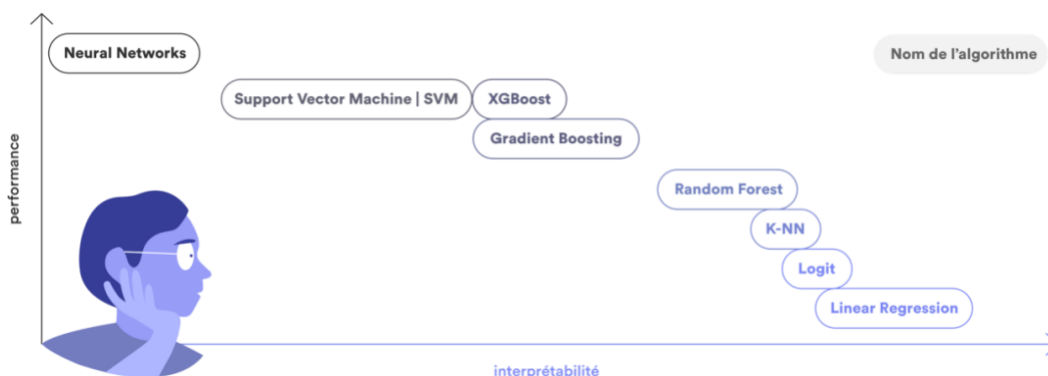 Neural Networks
Nom de l'algorithme
Support Vector Machine | SVM
XGBoost
Gradient Boosting
performance
Random Forest
K-NN
Logit
Linear Regression
interprétabilité